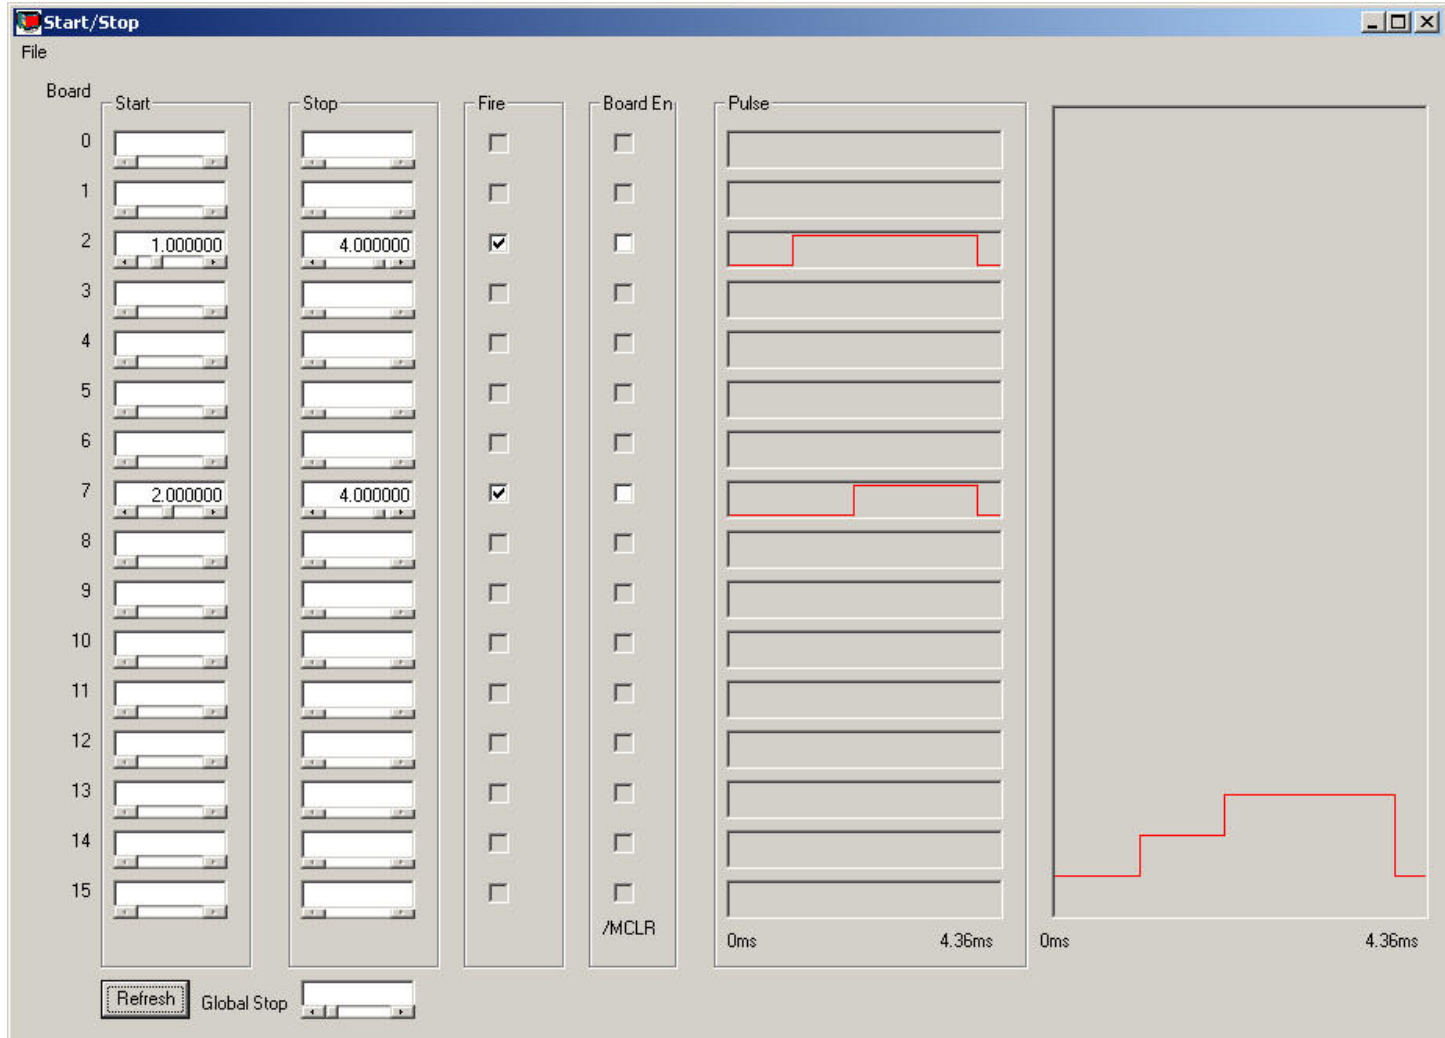 Start/Stop
File
Board Start Stop Fire Board En Pulse
0
1
2 1.000000 4.000000
3
4
5
6
7 2.000000 4.000000
8
9
10
11
12
13
14
15
/MCLR
0ms 4.36ms 0ms 4.36ms
Refresh Global Stop